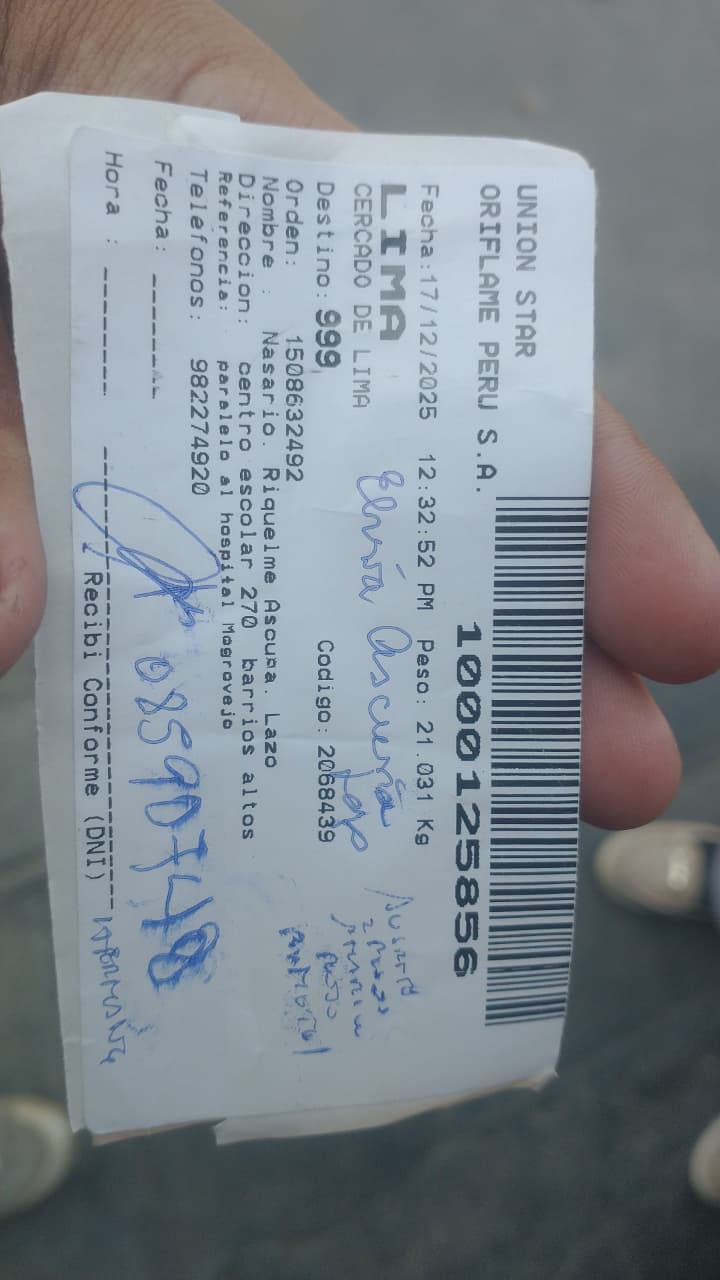 UNION STAR
ORIFLAME PERU S.A.
1000125856
Fecha:17/12/2025 12:32:52 PM Peso: 21.031 Kg
LIMA
CERCADO DE LIMA
Elvira Ascuña Lazo
Destino: 999 Codigo: 2068439
Orden: 1508632492
Nombre : Nasario. Riquelme Ascuña. Lazo
Direccion: centro escolar 270 barrios altos
Referencia: paralelo al hospital Mogrovejo
Telefonos: 982274920
Fecha:
Hora :
Recibi Conforme (DNI)